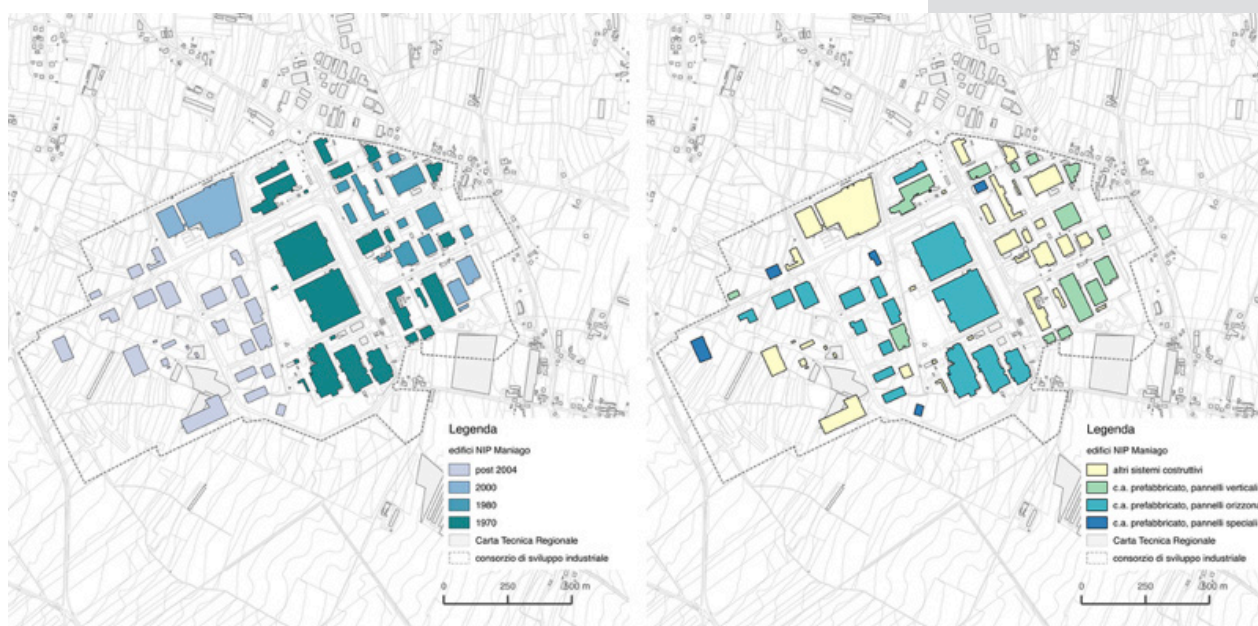 Legenda
edifici NIP Maniago
post 2004
2000
1980
1970
Carta Tecnica Regionale
consorzio di sviluppo industriale
0 250 500 m
Legenda
edifici NIP Maniago
altri sistemi costruttivi
c.a. prefabbricato, pannelli verticali
c.a. prefabbricato, pannelli orizzona
c.a. prefabbricato, pannelli speciali
Carta Tecnica Regionale
consorzio di sviluppo industriale
0 250 500 m